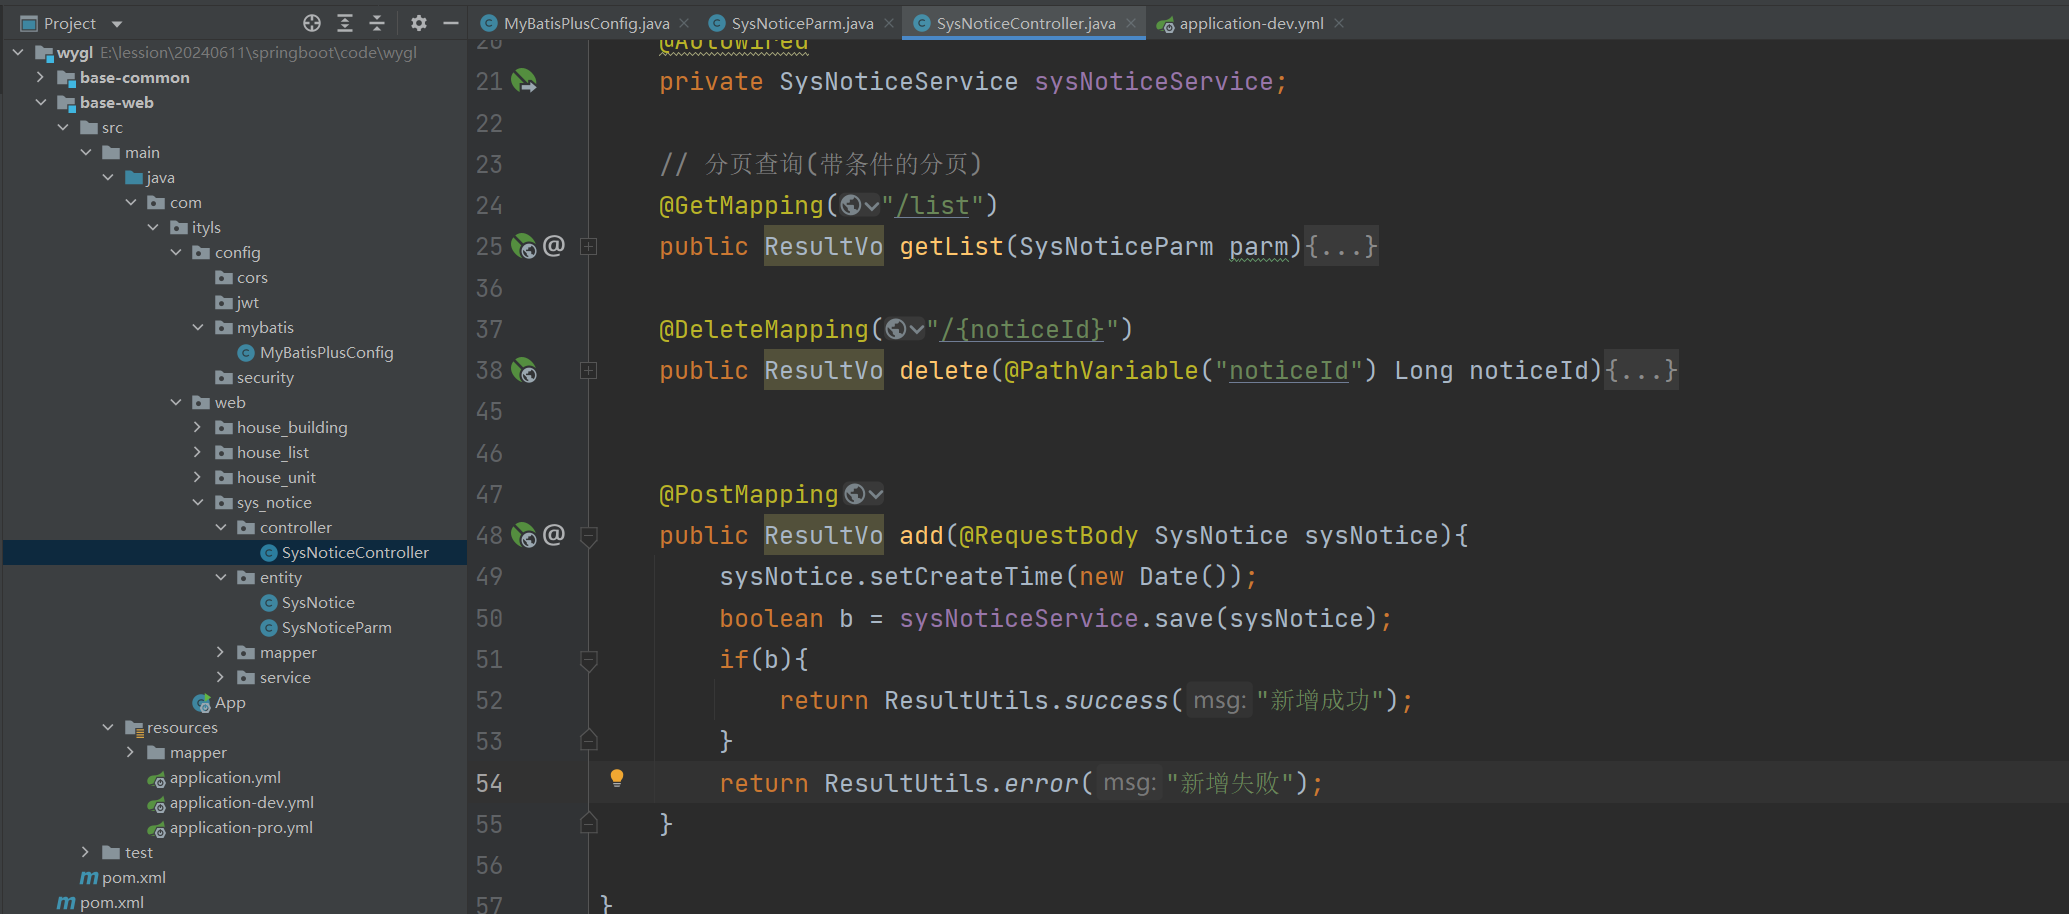 Project
wygl E:\lession\20240611\springboot\code\wygl
base-common
base-web
src
main
java
com
ityls
config
cors
jwt
mybatis
MyBatisPlusConfig
security
web
house_building
house_list
house_unit
sys_notice
controller
SysNoticeController
entity
SysNotice
SysNoticeParm
mapper
service
App
resources
mapper
application.yml
application-dev.yml
application-pro.yml
test
pom.xml
pom.xml
MyBatisPlusConfig.java SysNoticeParm.java SysNoticeController.java application-dev.yml
20 @Autowired
21 private SysNoticeService sysNoticeService;
22
23 // 分页查询(带条件的分页)
24 @GetMapping("/list")
25 @ public ResultVo getList(SysNoticeParm parm){...}
36
37 @DeleteMapping("/{noticeId}")
38 public ResultVo delete(@PathVariable("noticeId") Long noticeId){...}
45
46
47 @PostMapping
48 @ public ResultVo add(@RequestBody SysNotice sysNotice){
49 sysNotice.setCreateTime(new Date());
50 boolean b = sysNoticeService.save(sysNotice);
51 if(b){
52 return ResultUtils.success( msg: "新增成功");
53 }
54 return ResultUtils.error( msg: "新增失败");
55 }
56
57 }